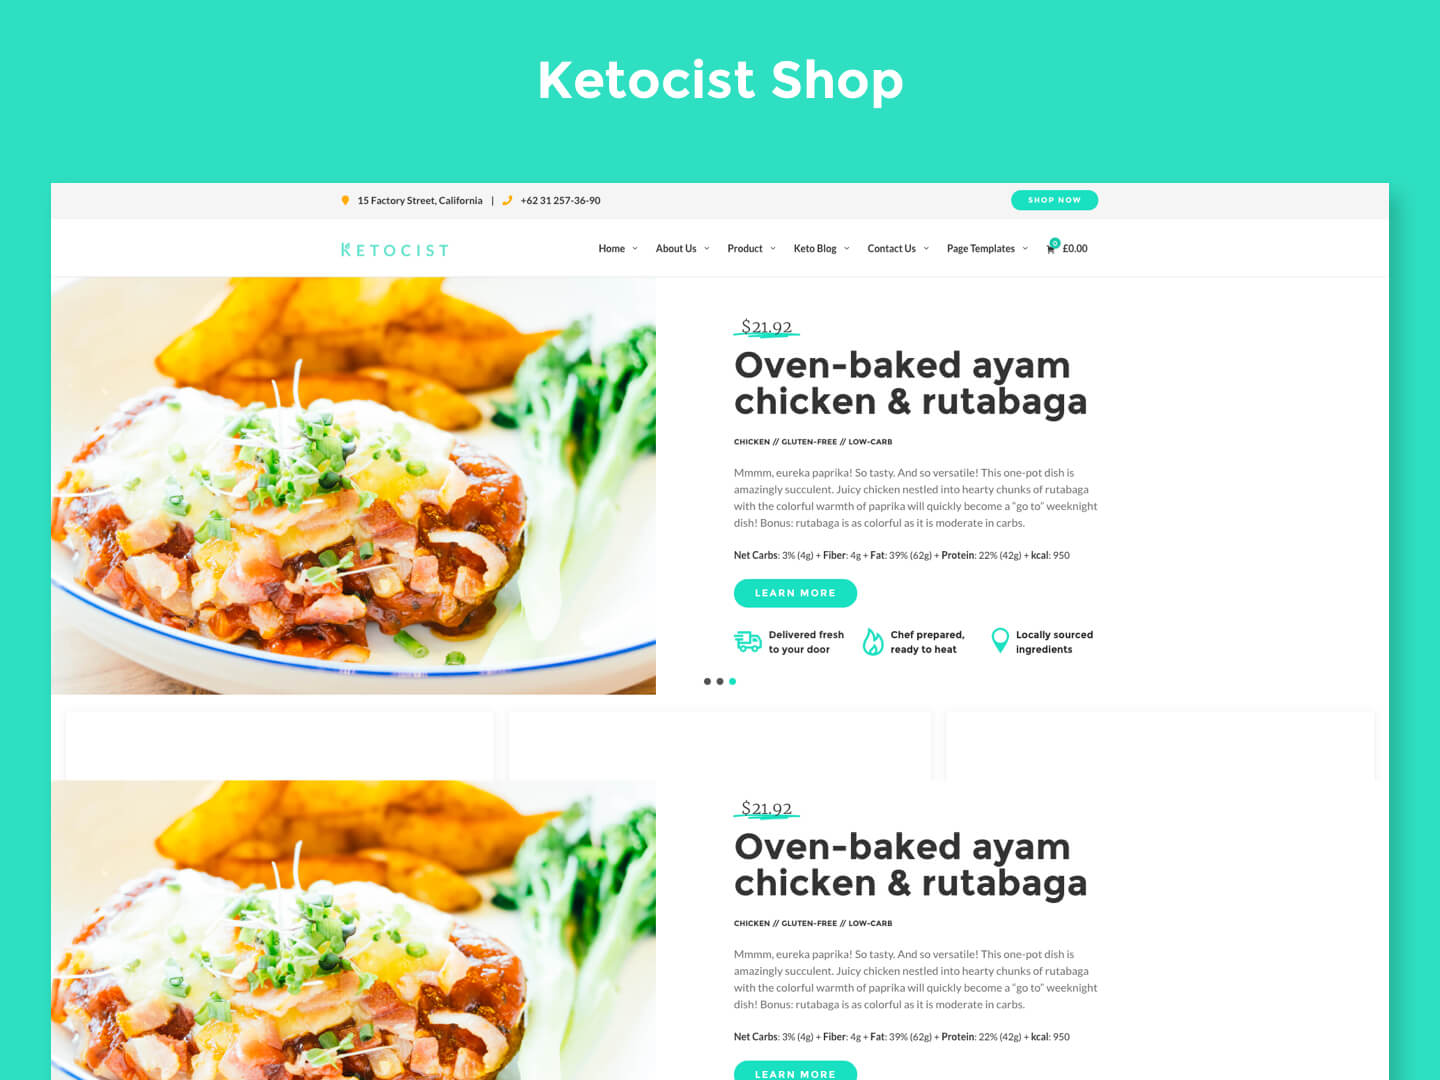 Ketocist Shop
15 Factory Street, California | +62 31 257-36-90
SHOP NOW
KETOCIST
Home About Us Product Keto Blog Contact Us Page Templates 0 £0.00
$21.92
Oven-baked ayam
chicken & rutabaga
CHICKEN // GLUTEN-FREE // LOW-CARB
Mmmm, eureka paprika! So tasty. And so versatile! This one-pot dish is
amazingly succulent. Juicy chicken nestled into hearty chunks of rutabaga
with the colorful warmth of paprika will quickly become a “go to” weeknight
dish! Bonus: rutabaga is as colorful as it is moderate in carbs.
Net Carbs: 3% (4g) + Fiber: 4g + Fat: 39% (62g) + Protein: 22% (42g) + kcal: 950
LEARN MORE
Delivered fresh
to your door
Chef prepared,
ready to heat
Locally sourced
ingredients
$21.92
Oven-baked ayam
chicken & rutabaga
CHICKEN // GLUTEN-FREE // LOW-CARB
Mmmm, eureka paprika! So tasty. And so versatile! This one-pot dish is
amazingly succulent. Juicy chicken nestled into hearty chunks of rutabaga
with the colorful warmth of paprika will quickly become a “go to” weeknight
dish! Bonus: rutabaga is as colorful as it is moderate in carbs.
Net Carbs: 3% (4g) + Fiber: 4g + Fat: 39% (62g) + Protein: 22% (42g) + kcal: 950
LEARN MORE